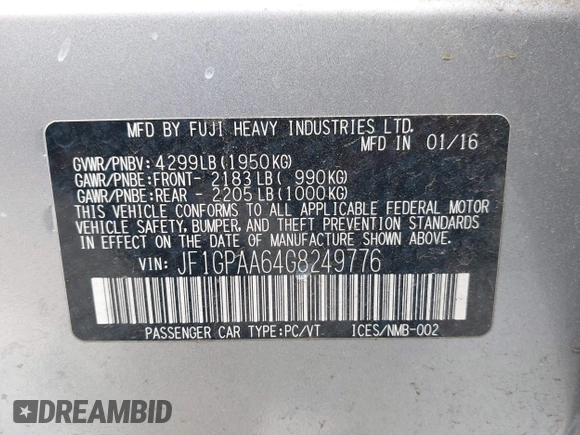 MFD BY FUJI HEAVY INDUSTRIES LTD.
MFD IN 01/16
GVWR/PNBV: 4299LB (1950KG)
GAWR/PNBE:FRONT- 2183LB ( 990KG)
GAWR/PNBE:REAR - 2205LB (1000KG)
THIS VEHICLE CONFORMS TO ALL APPLICABLE FEDERAL MOTOR
VEHICLE SAFETY, BUMPER, AND THEFT PREVENTION STANDARDS
IN EFFECT ON THE DATE OF MANUFACTURE SHOWN ABOVE.
VIN: JF1GPAA64G8249776
PASSENGER CAR TYPE:PC/VT ICES/NMB-002
DREAMBID